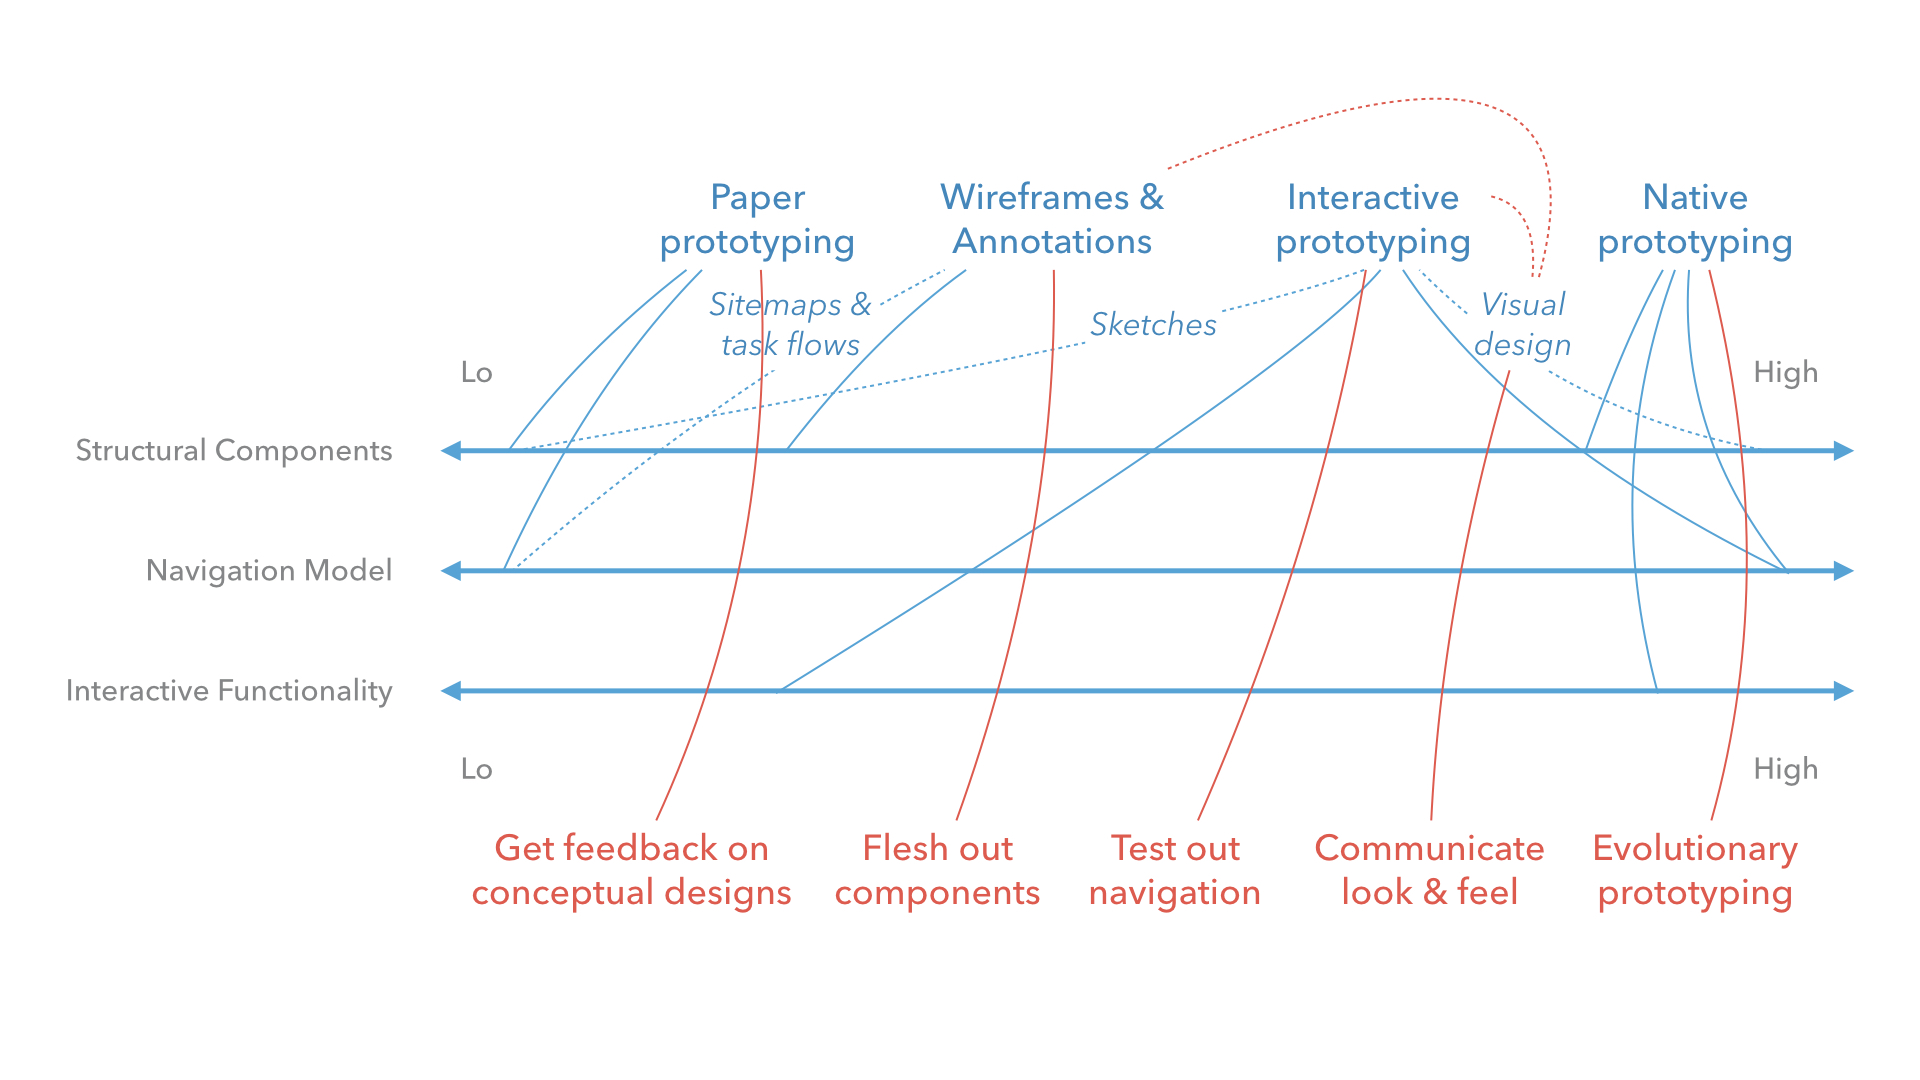 Paper
prototyping
Wireframes &
Annotations
Interactive
prototyping
Native
prototyping
Sitemaps &
task flows
Sketches
Visual
design
Lo
High
Structural Components
Navigation Model
Interactive Functionality
Lo
High
Get feedback on
conceptual designs
Flesh out
components
Test out
navigation
Communicate
look & feel
Evolutionary
prototyping